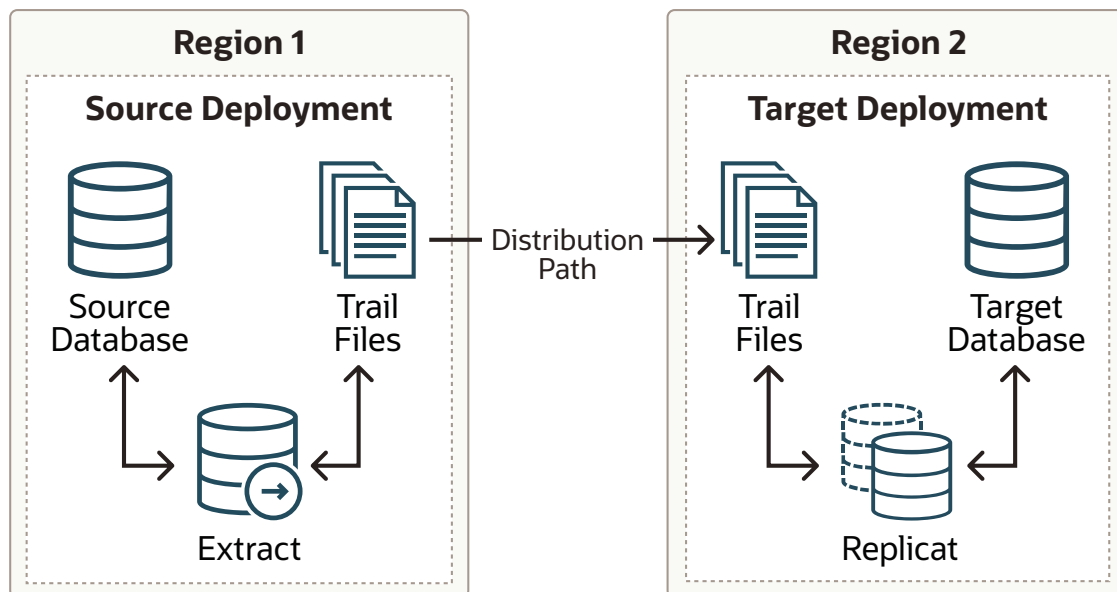 Region 1
Source Deployment
Source
Database
Trail
Files
Extract
Distribution
Path
Region 2
Target Deployment
Trail
Files
Target
Database
Replicat